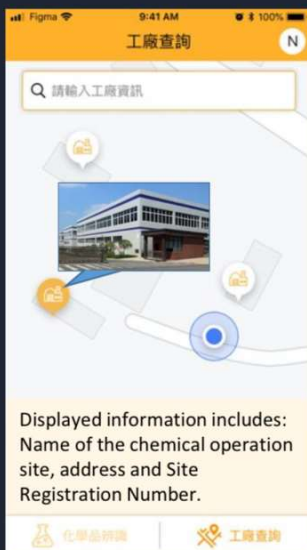 Figma 9:41 AM 100%
工廠查詢 N
請輸入工廠資訊
Displayed information includes:
Name of the chemical operation
site, address and Site
Registration Number.
化學品辨識 工廠查詢